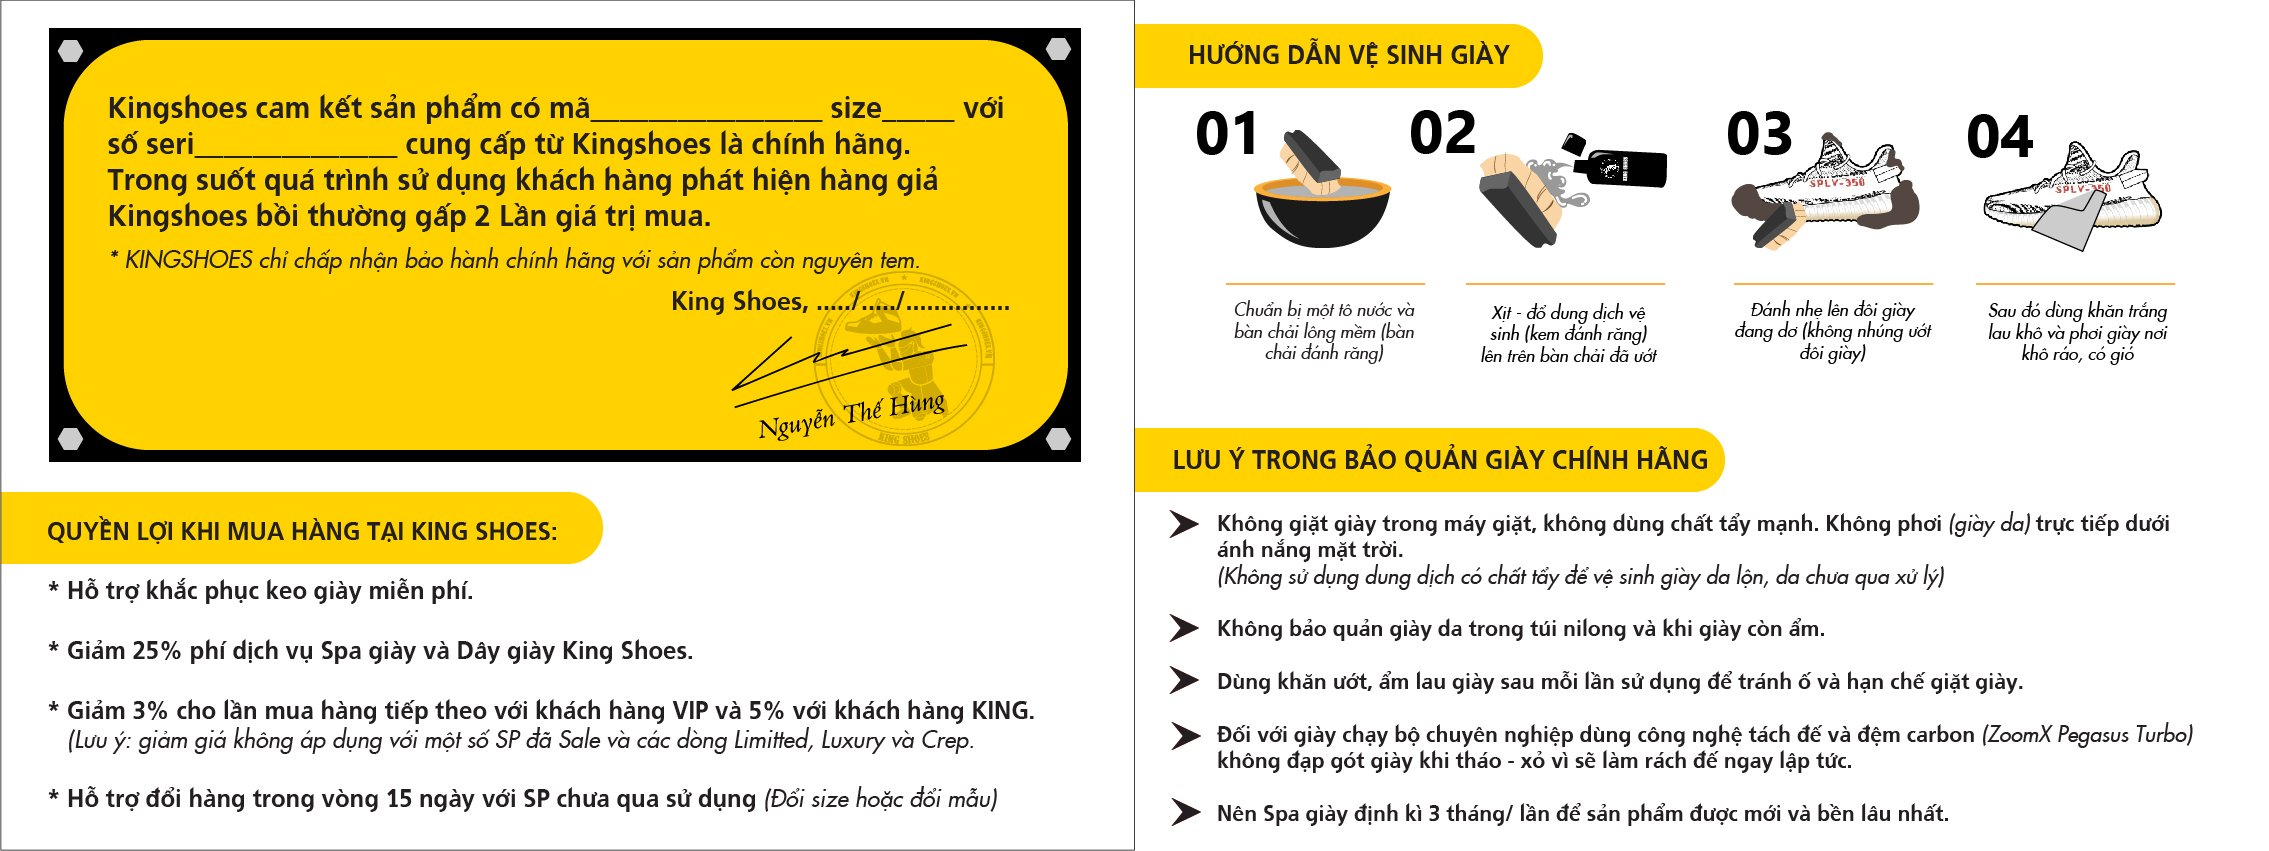 Kingshoes cam kết sản phẩm có mã________________ size_____ với
số seri______________ cung cấp từ Kingshoes là chính hãng.
Trong suốt quá trình sử dụng khách hàng phát hiện hàng giả
Kingshoes bồi thường gấp 2 Lần giá trị mua.
* KINGSHOES chỉ chấp nhận bảo hành chính hãng với sản phẩm còn nguyên tem.
King Shoes, ...../...../...............
Nguyễn Thế Hùng
KING SHOES
QUYỀN LỢI KHI MUA HÀNG TẠI KING SHOES:
* Hỗ trợ khắc phục keo giày miễn phí.
* Giảm 25% phí dịch vụ Spa giày và Dây giày King Shoes.
* Giảm 3% cho lần mua hàng tiếp theo với khách hàng VIP và 5% với khách hàng KING.
(Lưu ý: giảm giá không áp dụng với một số SP đã Sale và các dòng Limitted, Luxury và Crep.
* Hỗ trợ đổi hàng trong vòng 15 ngày với SP chưa qua sử dụng (Đổi size hoặc đổi mẫu)
HƯỚNG DẪN VỆ SINH GIÀY
01
Chuẩn bị một tô nước và
bàn chải lông mềm (bàn
chải đánh răng)
02
Xịt - đổ dung dịch vệ
sinh (kem đánh răng)
lên trên bàn chải đã ướt
03
SPLY-350
Đánh nhẹ lên đôi giày
đang dơ (không nhúng ướt
đôi giày)
04
SPLY-350
Sau đó dùng khăn trắng
lau khô và phơi giày nơi
khô ráo, có gió
LƯU Ý TRONG BẢO QUẢN GIÀY CHÍNH HÃNG
Không giặt giày trong máy giặt, không dùng chất tẩy mạnh. Không phơi (giày da) trực tiếp dưới
ánh nắng mặt trời.
(Không sử dụng dung dịch có chất tẩy để vệ sinh giày da lộn, da chưa qua xử lý)
Không bảo quản giày da trong túi nilong và khi giày còn ẩm.
Dùng khăn ướt, ẩm lau giày sau mỗi lần sử dụng để tránh ố và hạn chế giặt giày.
Đối với giày chạy bộ chuyên nghiệp dùng công nghệ tách đế và đệm carbon (ZoomX Pegasus Turbo)
không đạp gót giày khi tháo - xỏ vì sẽ làm rách đế ngay lập tức.
Nên Spa giày định kì 3 tháng/ lần để sản phẩm được mới và bền lâu nhất.